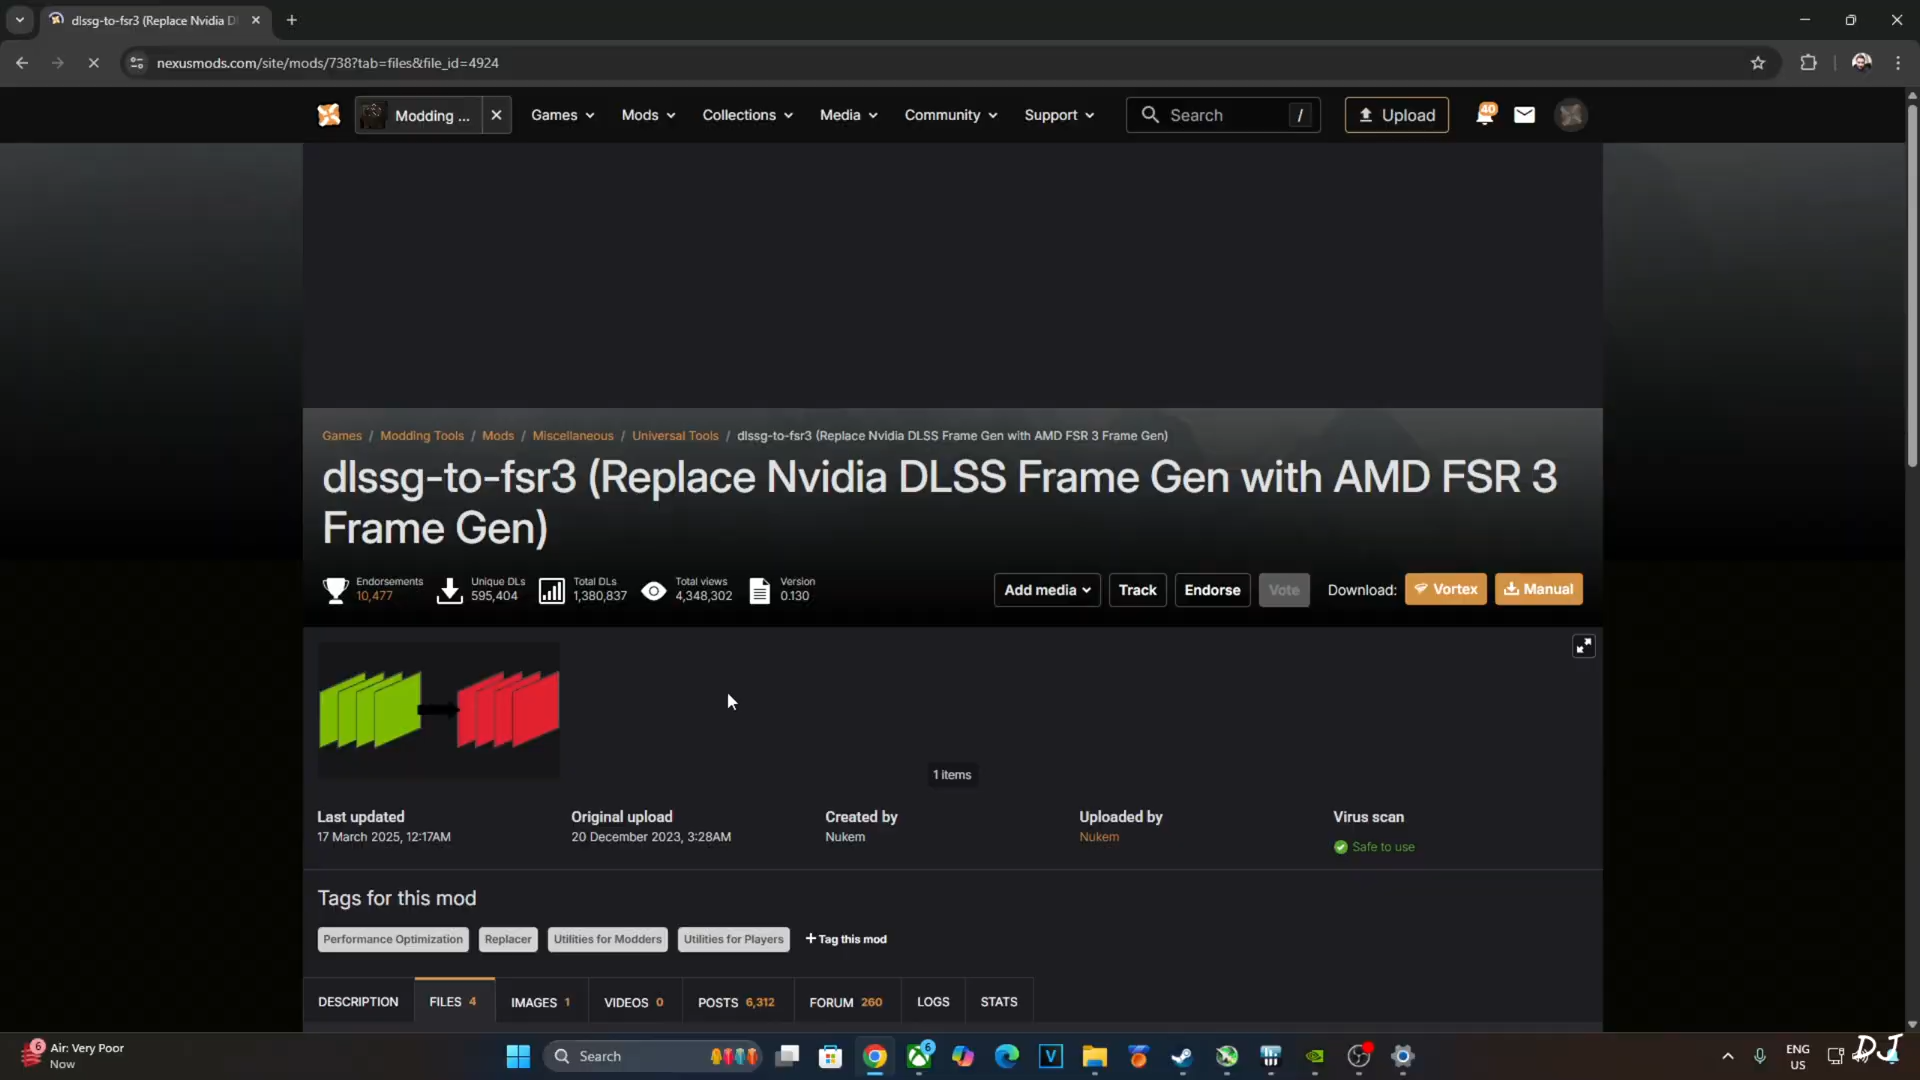 dlssg-to-fsr3 (Replace Nvidia D
nexusmods.com/site/mods/738?tab=files&file_id=4924
Modding ...
Games
Mods
Collections
Media
Community
Support
Search
/
Upload
40
Games / Modding Tools / Mods / Miscellaneous / Universal Tools / dlssg-to-fsr3 (Replace Nvidia DLSS Frame Gen with AMD FSR 3 Frame Gen)
dlssg-to-fsr3 (Replace Nvidia DLSS Frame Gen with AMD FSR 3
Frame Gen)
Endorsements
10,477
Unique DLs
595,404
Total DLs
1,380,837
Total views
4,348,302
Version
0.130
Add media
Track
Endorse
Vote
Download:
Vortex
Manual
1 items
Last updated
17 March 2025, 12:17AM
Original upload
20 December 2023, 3:28AM
Created by
Nukem
Uploaded by
Nukem
Virus scan
Safe to use
Tags for this mod
Performance Optimization
Replacer
Utilities for Modders
Utilities for Players
+ Tag this mod
DESCRIPTION
FILES 4
IMAGES 1
VIDEOS 0
POSTS 6,312
FORUM 260
LOGS
STATS
6
Air: Very Poor
Now
Search
6
V
ENG
US
DJ